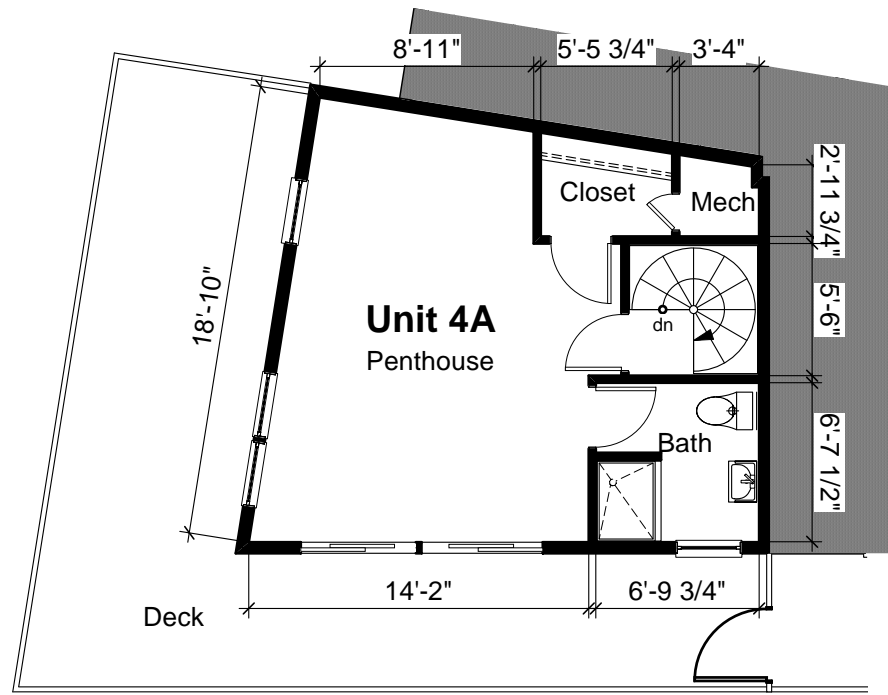 8'-11"
5'-5 3/4"
3'-4"
2'-11 3/4"
Closet
Mech
18'-10"
5'-6"
Unit 4A
dn
Penthouse
6'-7 1/2"
Bath
14'-2"
6'-9 3/4"
Deck